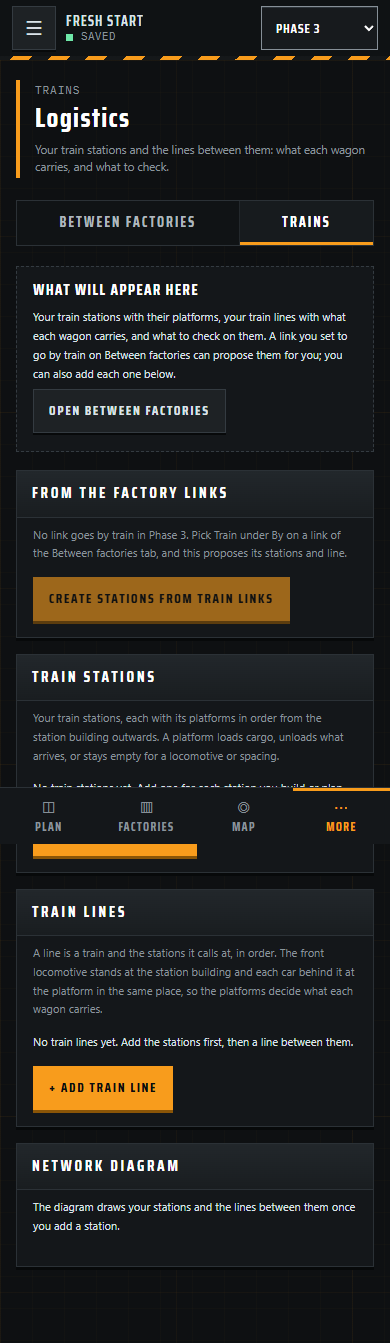 FRESH START
SAVED
PHASE 3
TRAINS
Logistics
Your train stations and the lines between them: what each wagon
carries, and what to check.
BETWEEN FACTORIES
TRAINS
WHAT WILL APPEAR HERE
Your train stations with their platforms, your train lines with what
each wagon carries, and what to check on them. A link you set to
go by train on Between factories can propose them for you; you
can also add each one below.
OPEN BETWEEN FACTORIES
FROM THE FACTORY LINKS
No link goes by train in Phase 3. Pick Train under By on a link of
the Between factories tab, and this proposes its stations and line.
CREATE STATIONS FROM TRAIN LINKS
TRAIN STATIONS
Your train stations, each with its platforms in order from the
station building outwards. A platform loads cargo, unloads what
arrives, or stays empty for a locomotive or spacing.
PLAN
FACTORIES
MAP
MORE
TRAIN LINES
A line is a train and the stations it calls at, in order. The front
locomotive stands at the station building and each car behind it at
the platform in the same place, so the platforms decide what each
wagon carries.
No train lines yet. Add the stations first, then a line between them.
+ ADD TRAIN LINE
NETWORK DIAGRAM
The diagram draws your stations and the lines between them once
you add a station.